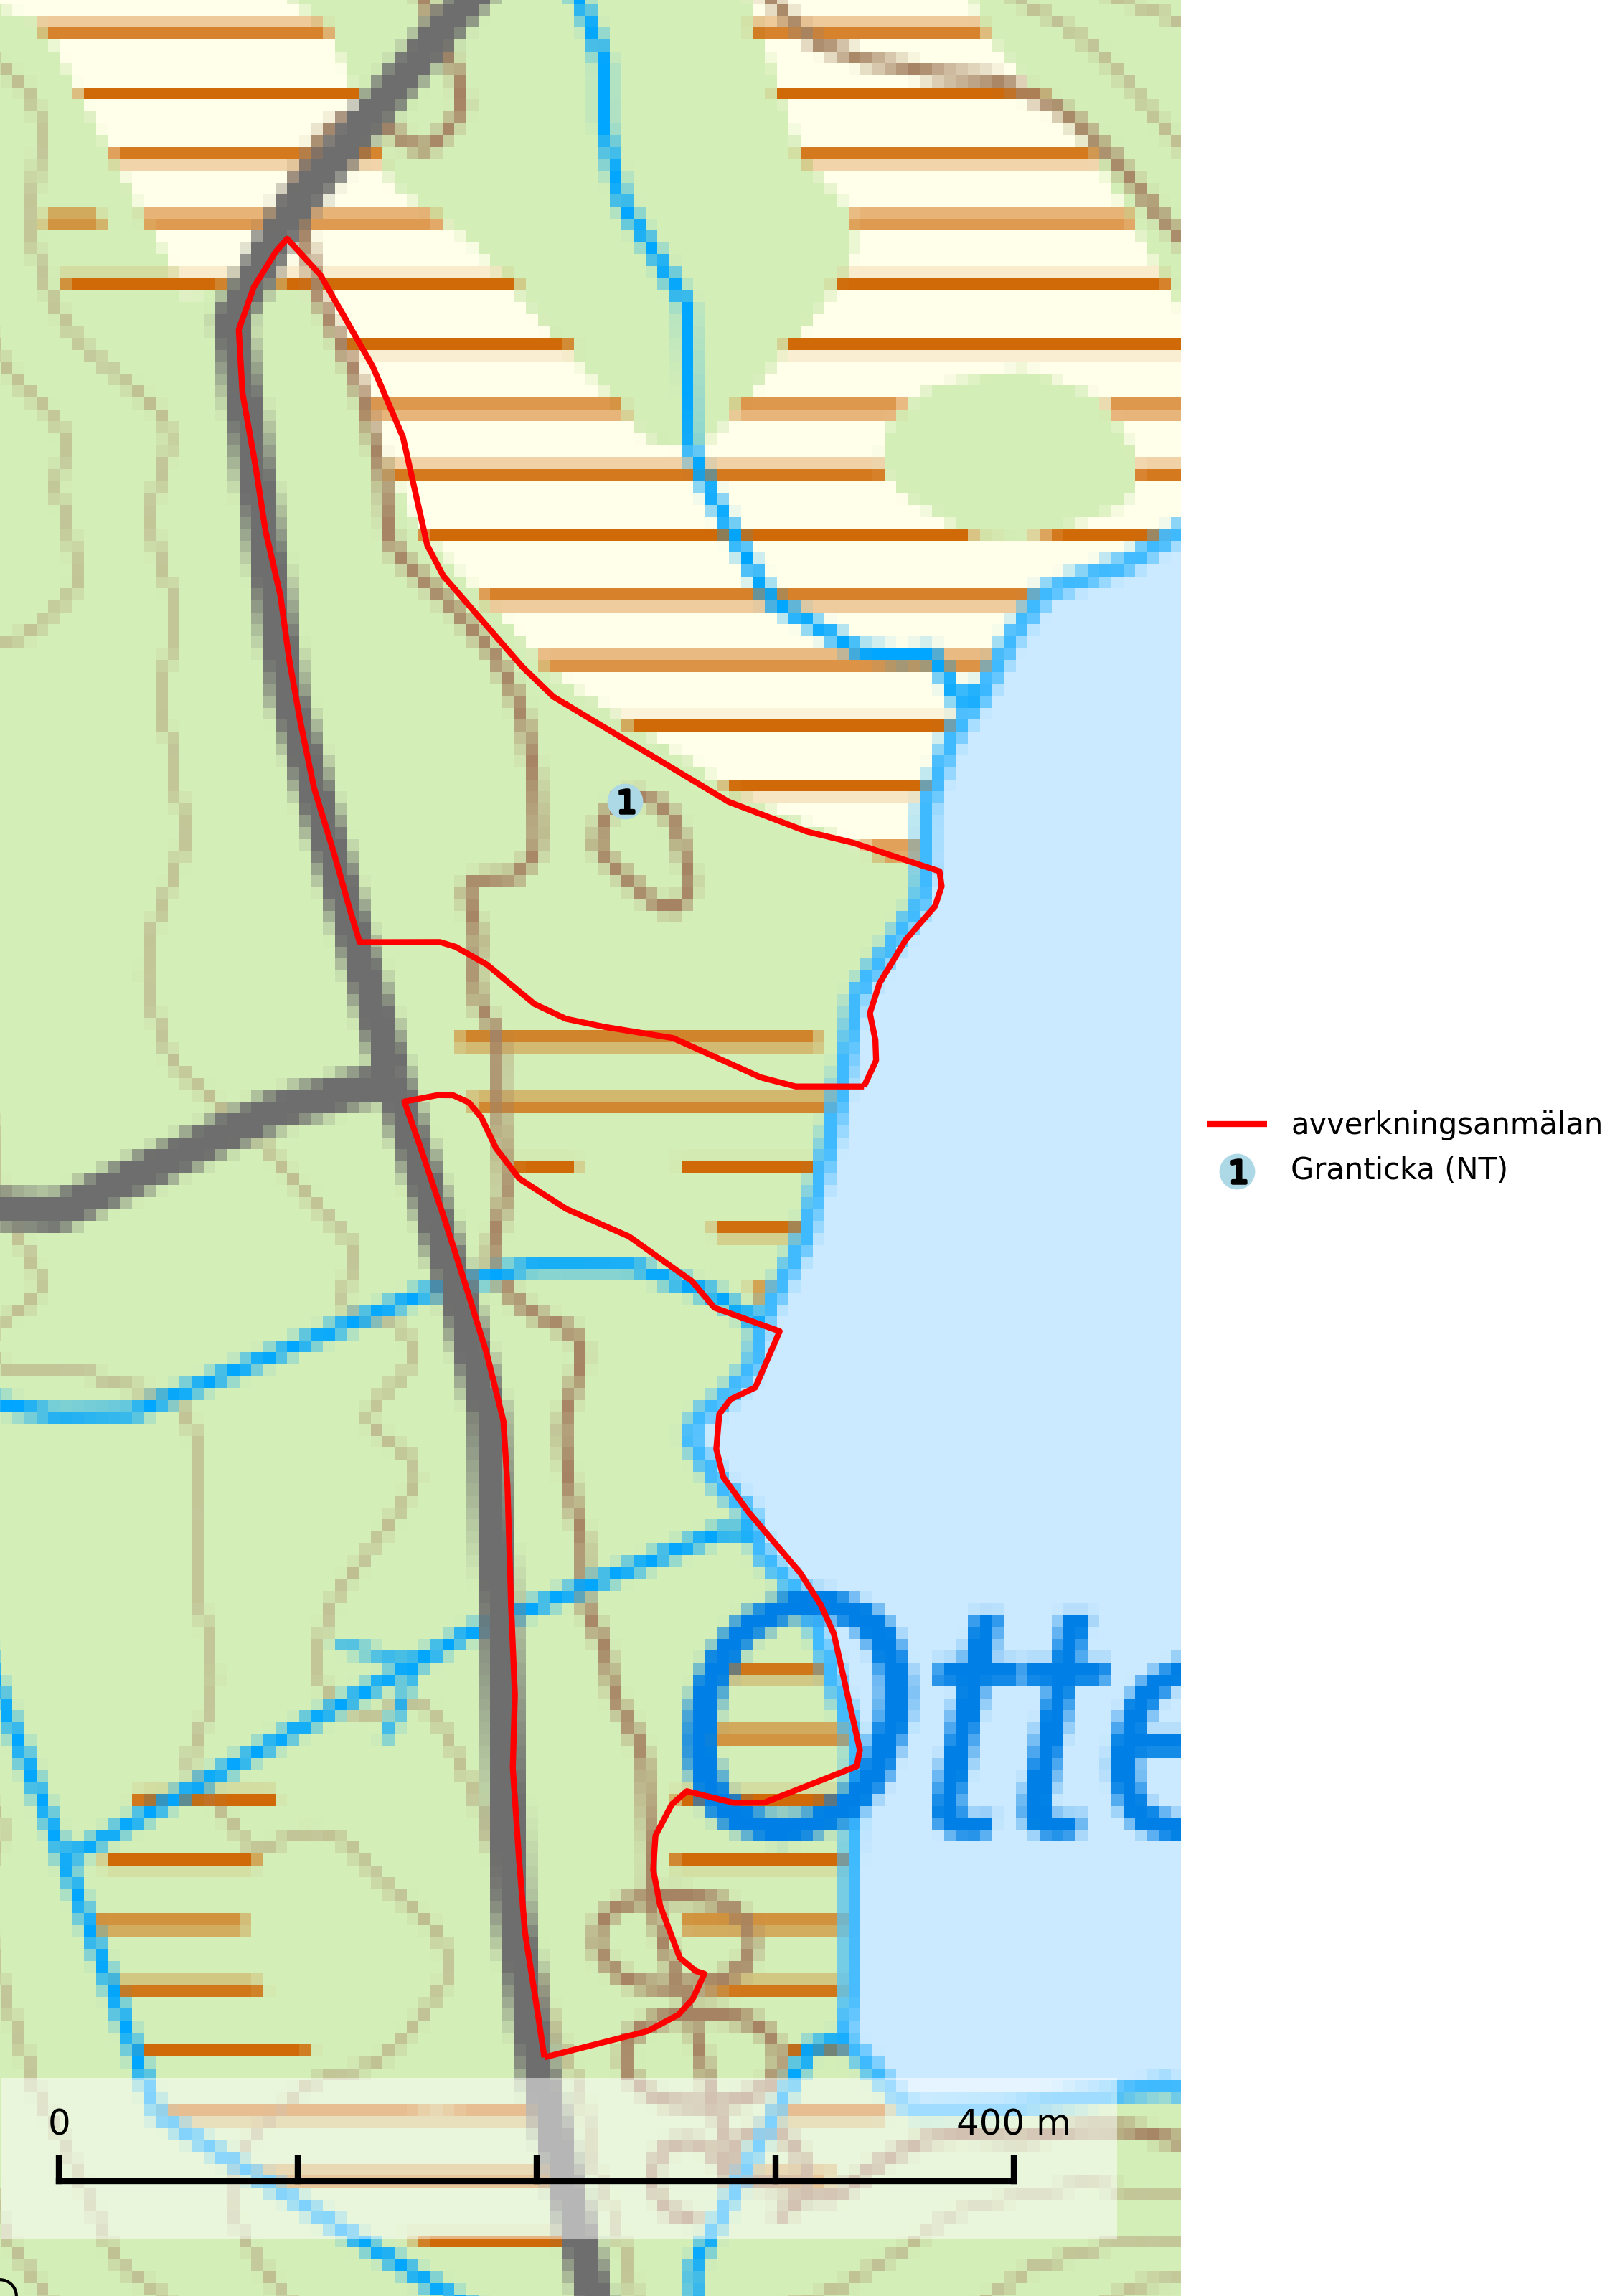 1
avverkningsanmälan
1 Granticka (NT)
Otte
0 400 m